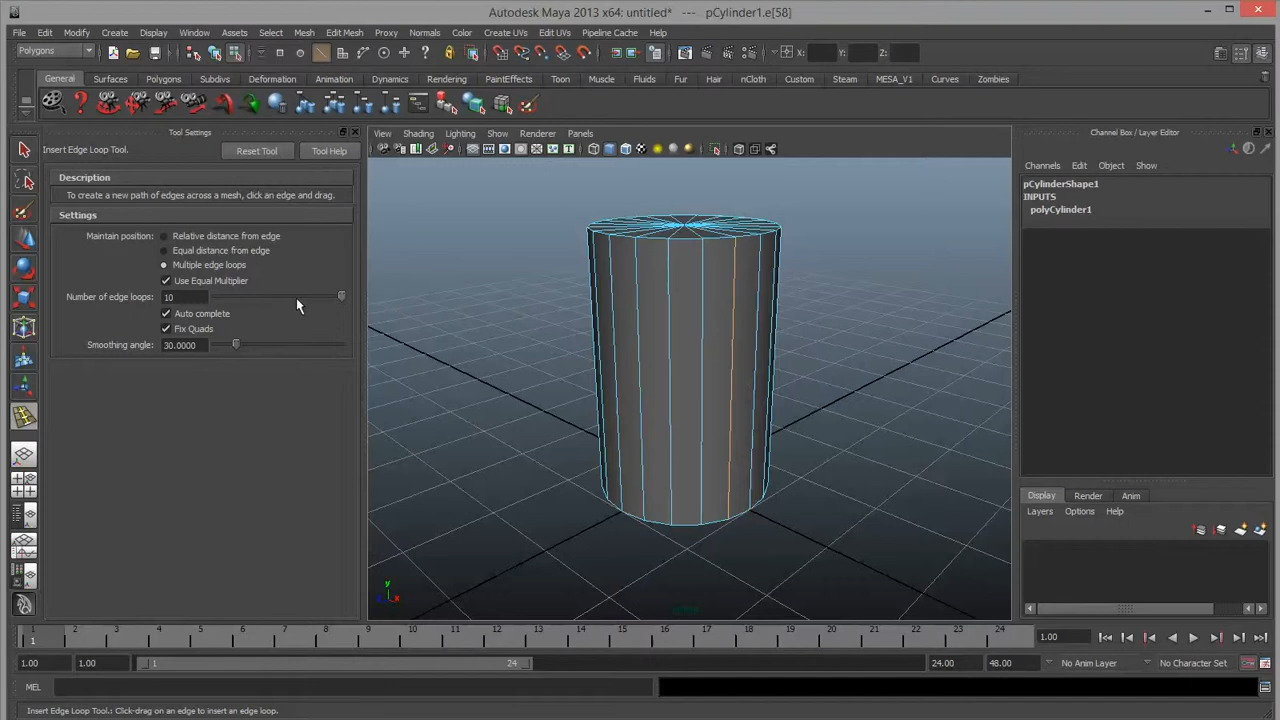 Autodesk Maya 2013 x64: untitled*   ---   pCylinder1.e[58]
File Edit Modify Create Display Window Assets Select Mesh Edit Mesh Proxy Normals Color Create UVs Edit UVs Pipeline Cache Help
Polygons X: Y: Z:
General Surfaces Polygons Subdivs Deformation Animation Dynamics Rendering PaintEffects Toon Muscle Fluids Fur Hair nCloth Custom Steam MESA_V1 Curves Zombies
Tool Settings
Insert Edge Loop Tool. Reset Tool Tool Help
Description
To create a new path of edges across a mesh, click an edge and drag.
Settings
Maintain position: Relative distance from edge
Equal distance from edge
Multiple edge loops
Use Equal Multiplier
Number of edge loops: 10
Auto complete
Fix Quads
Smoothing angle: 30.0000
View Shading Lighting Show Renderer Panels
y
x
Channel Box / Layer Editor
Channels Edit Object Show
pCylinderShape1
INPUTS
polyCylinder1
Display Render Anim
Layers Options Help
1 2 3 4 5 6 7 8 9 10 11 12 13 14 15 16 17 18 19 20 21 22 23 24 1.00
1.00 1.00 1 24 24.00 48.00 No Anim Layer No Character Set
MEL
Insert Edge Loop Tool.: Click-drag on an edge to insert an edge loop.